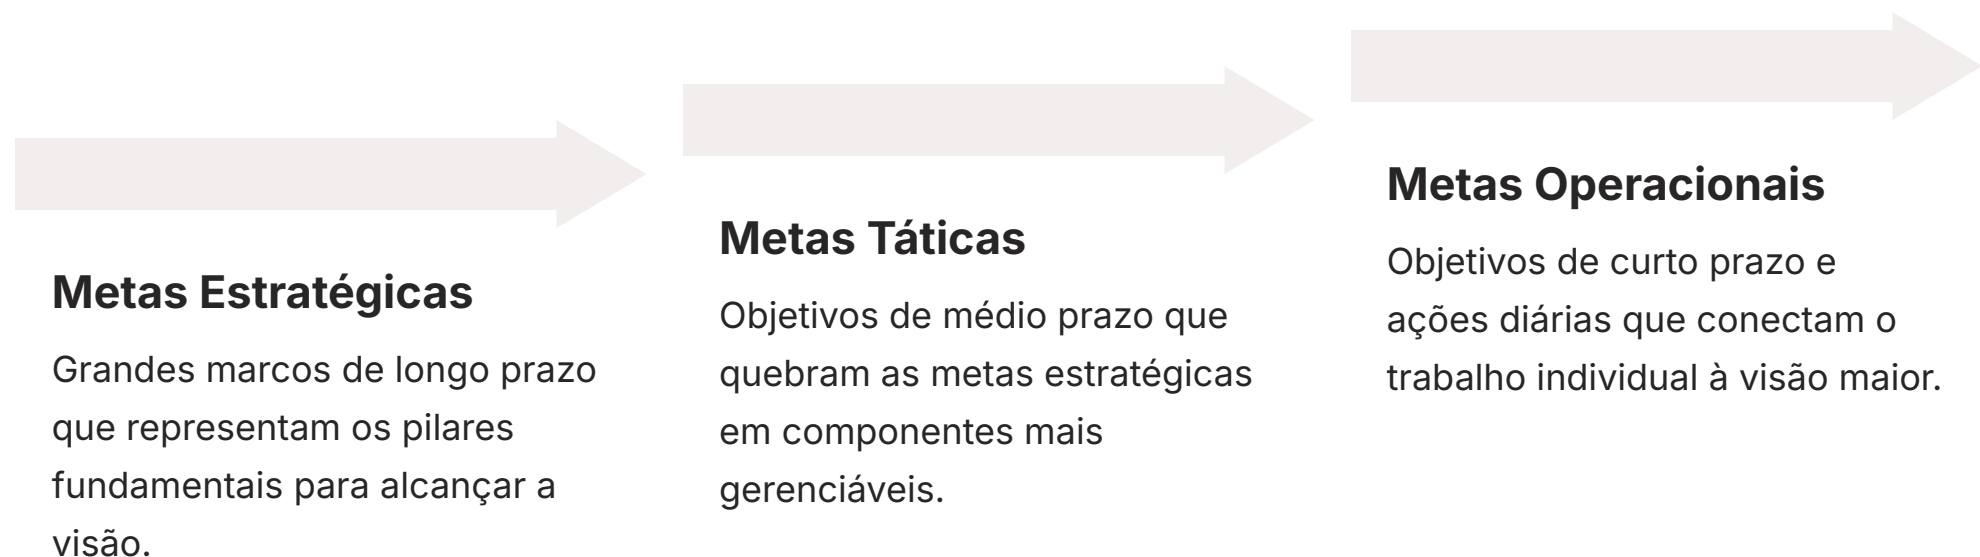 Metas Estratégicas
Grandes marcos de longo prazo
que representam os pilares
fundamentais para alcançar a
visão.
Metas Táticas
Objetivos de médio prazo que
quebram as metas estratégicas
em componentes mais
gerenciáveis.
Metas Operacionais
Objetivos de curto prazo e
ações diárias que conectam o
trabalho individual à visão maior.